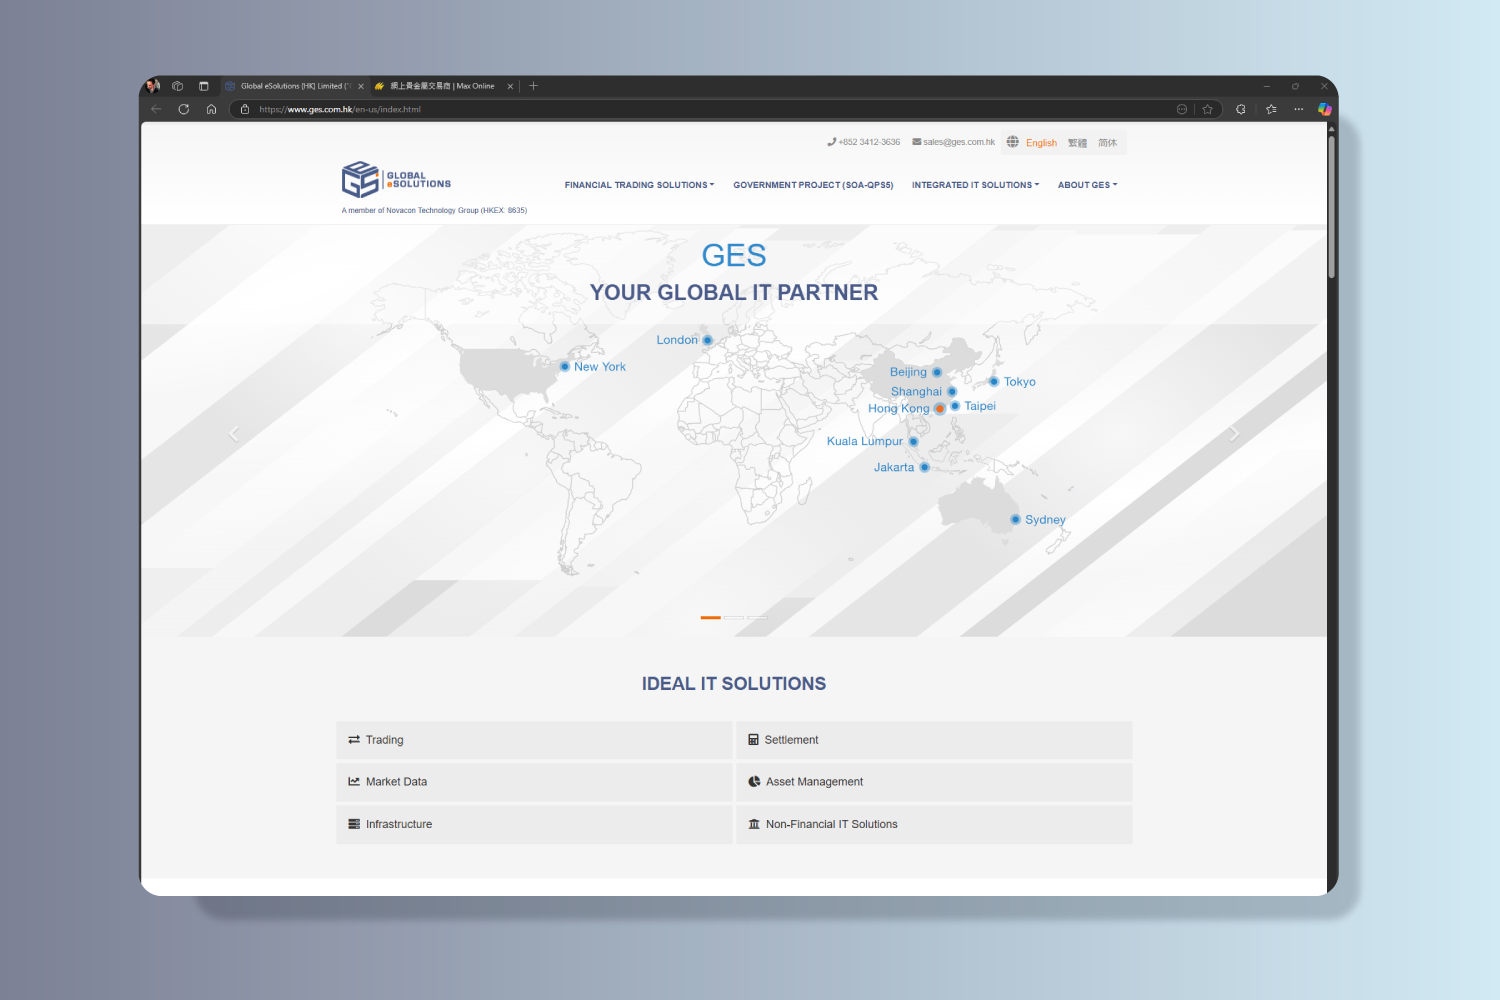 Global eSolutions (HK) Limited ("G
網上貴金屬交易商 | Max Online
https://www.ges.com.hk/en-us/index.html
+852 3412-3636
sales@ges.com.hk
English 繁體 简体
GES
GLOBAL
eSOLUTIONS
A member of Novacon Technology Group (HKEX: 8635)
FINANCIAL TRADING SOLUTIONS
GOVERNMENT PROJECT (SOA-QPS5)
INTEGRATED IT SOLUTIONS
ABOUT GES
GES
YOUR GLOBAL IT PARTNER
London
New York
Beijing
Tokyo
Shanghai
Hong Kong
Taipei
Kuala Lumpur
Jakarta
Sydney
IDEAL IT SOLUTIONS
Trading
Settlement
Market Data
Asset Management
Infrastructure
Non-Financial IT Solutions